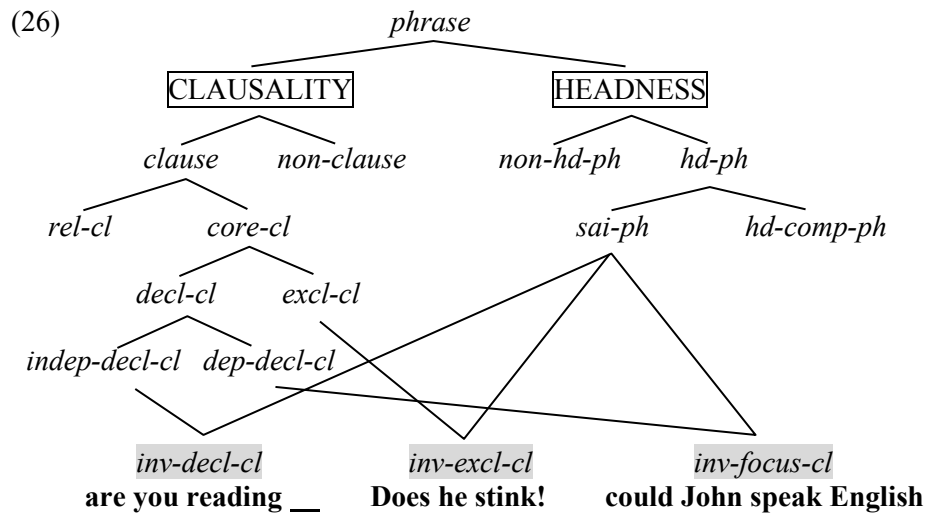 (26) phrase
CLAUSALITY HEADNESS
clause non-clause non-hd-ph hd-ph
rel-cl core-cl sai-ph hd-comp-ph
decl-cl excl-cl
indep-decl-cl dep-decl-cl
inv-decl-cl inv-excl-cl inv-focus-cl
are you reading __ Does he stink! could John speak English